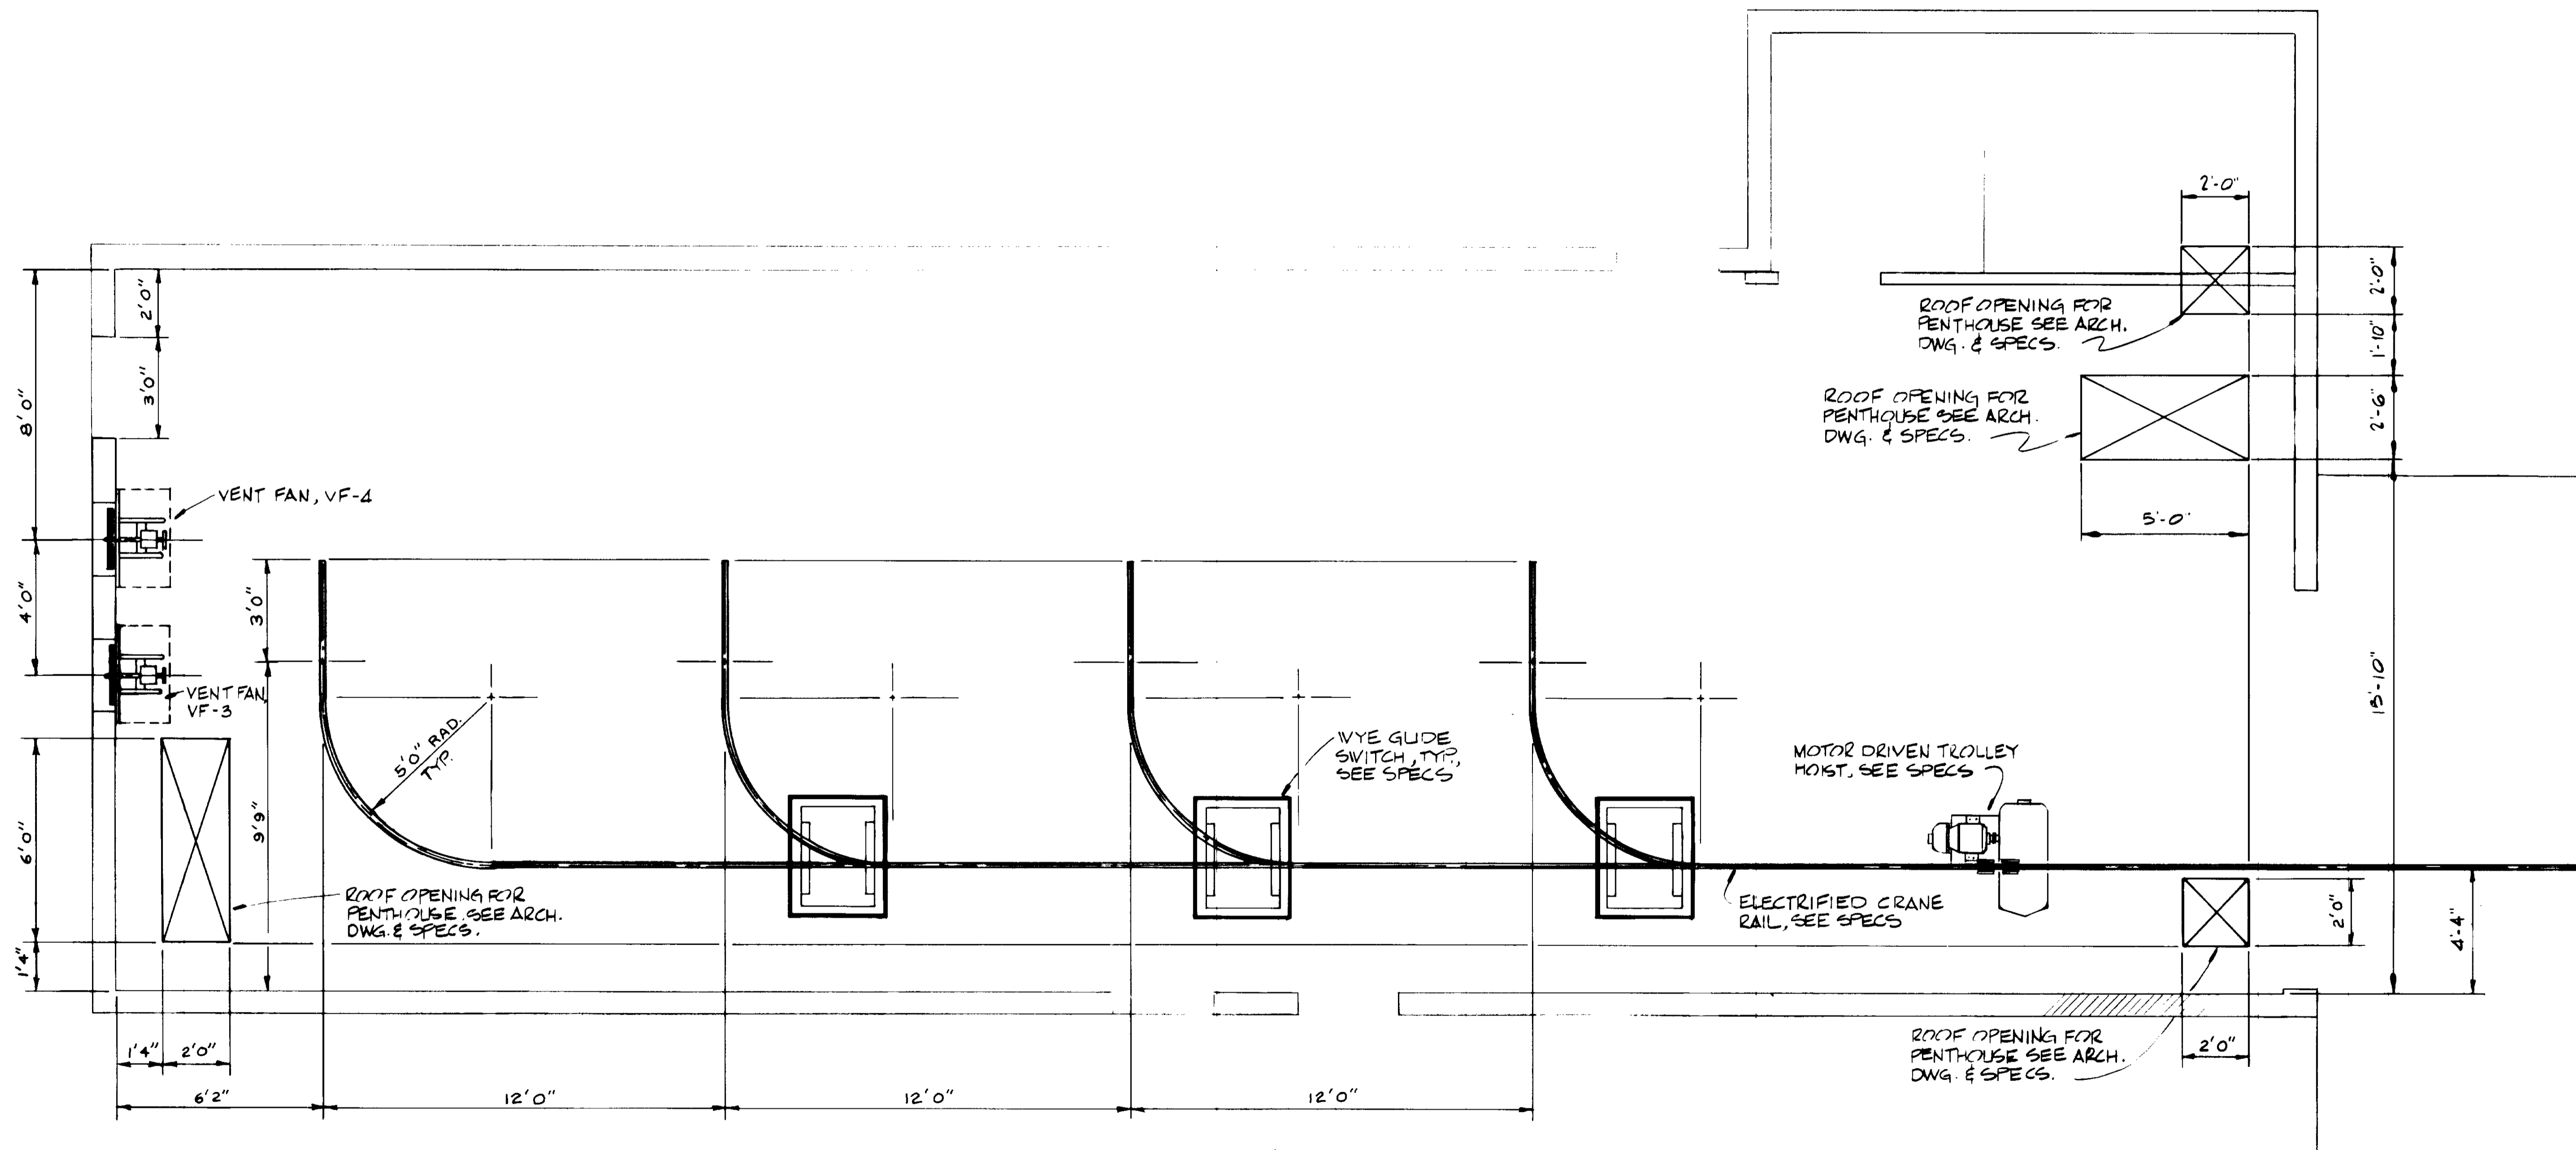 2'-0"
2'0"
3'0"
8'0"
2'-0"
1'-10"
2'-6"
ROOF OPENING FOR
PENTHOUSE SEE ARCH.
DWG. & SPECS.
ROOF OPENING FOR
PENTHOUSE SEE ARCH.
DWG. & SPECS.
5'-0"
VENT FAN, VF-4
4'0"
3'0"
VENT FAN,
VF-3
15'-10"
5'0" RAD.
TYP.
WYE GLIDE
SWITCH, TYP.,
SEE SPECS
MOTOR DRIVEN TROLLEY
HOIST, SEE SPECS
6'0"
9'9"
ROOF OPENING FOR
PENTHOUSE, SEE ARCH.
DWG. & SPECS.
ELECTRIFIED CRANE
RAIL, SEE SPECS
2'0"
4'-4"
1'4"
1'4"
2'0"
ROOF OPENING FOR
PENTHOUSE SEE ARCH.
DWG. & SPECS.
2'0"
6'2"
12'0"
12'0"
12'0"